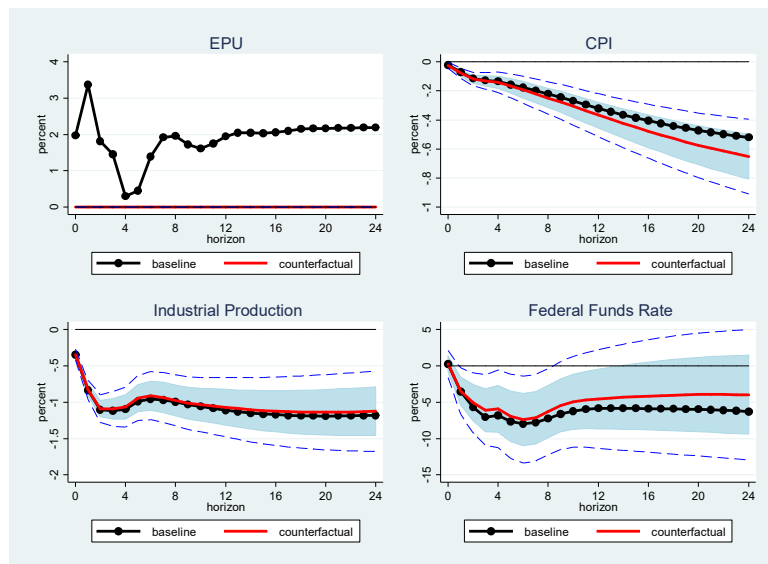 EPU
percent
4
3
2
1
0
0 4 8 12 16 20 24
horizon
baseline counterfactual
CPI
percent
0
-.2
-.4
-.6
-.8
-1
0 4 8 12 16 20 24
horizon
baseline counterfactual
Industrial Production
percent
0
-.5
-1
-1.5
-2
0 4 8 12 16 20 24
horizon
baseline counterfactual
Federal Funds Rate
percent
5
0
-5
-10
-15
0 4 8 12 16 20 24
horizon
baseline counterfactual